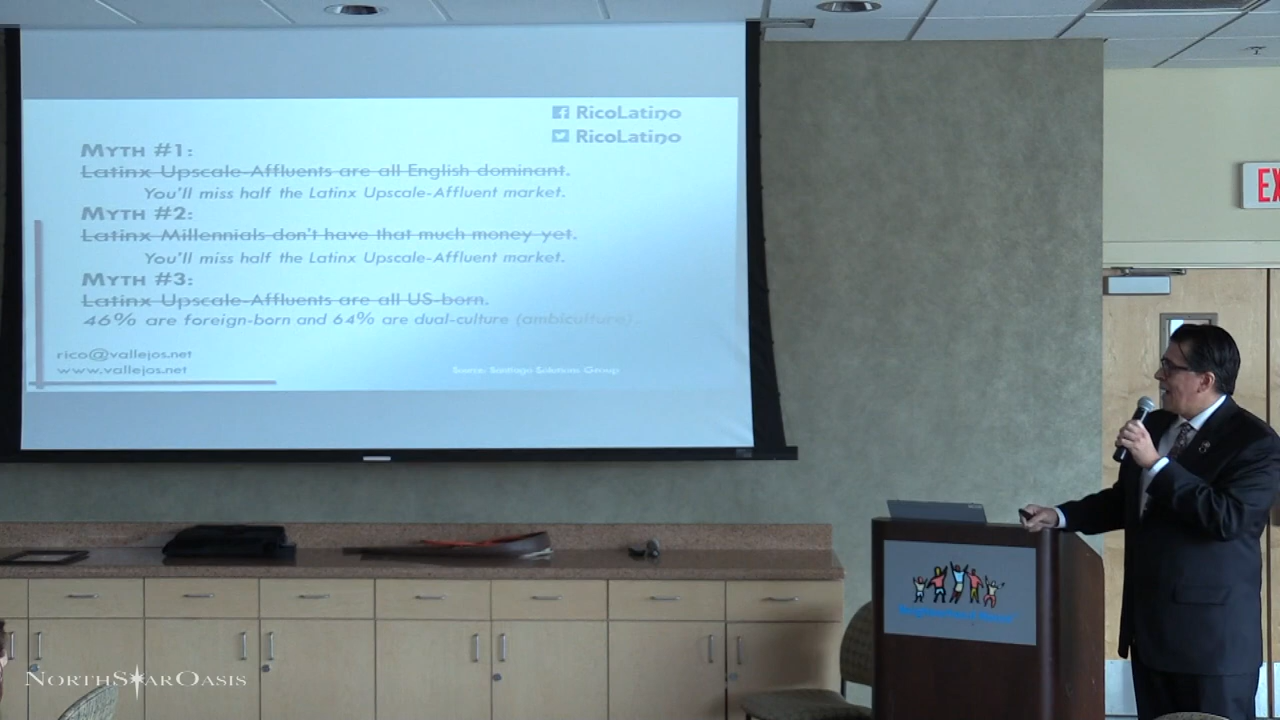 RicoLatino
RicoLatino
MYTH #1:
Latinx Upscale-Affluents are all English dominant.
You'll miss half the Latinx Upscale-Affluent market.
MYTH #2:
Latinx Millennials don't have that much money yet.
You'll miss half the Latinx Upscale-Affluent market.
MYTH #3:
Latinx Upscale-Affluents are all US-born.
46% are foreign-born and 64% are dual-culture (ambiculture).
rico@vallejos.net
www.vallejos.net
Source: Santiago Solutions Group
EX
NORTHSTAROASIS